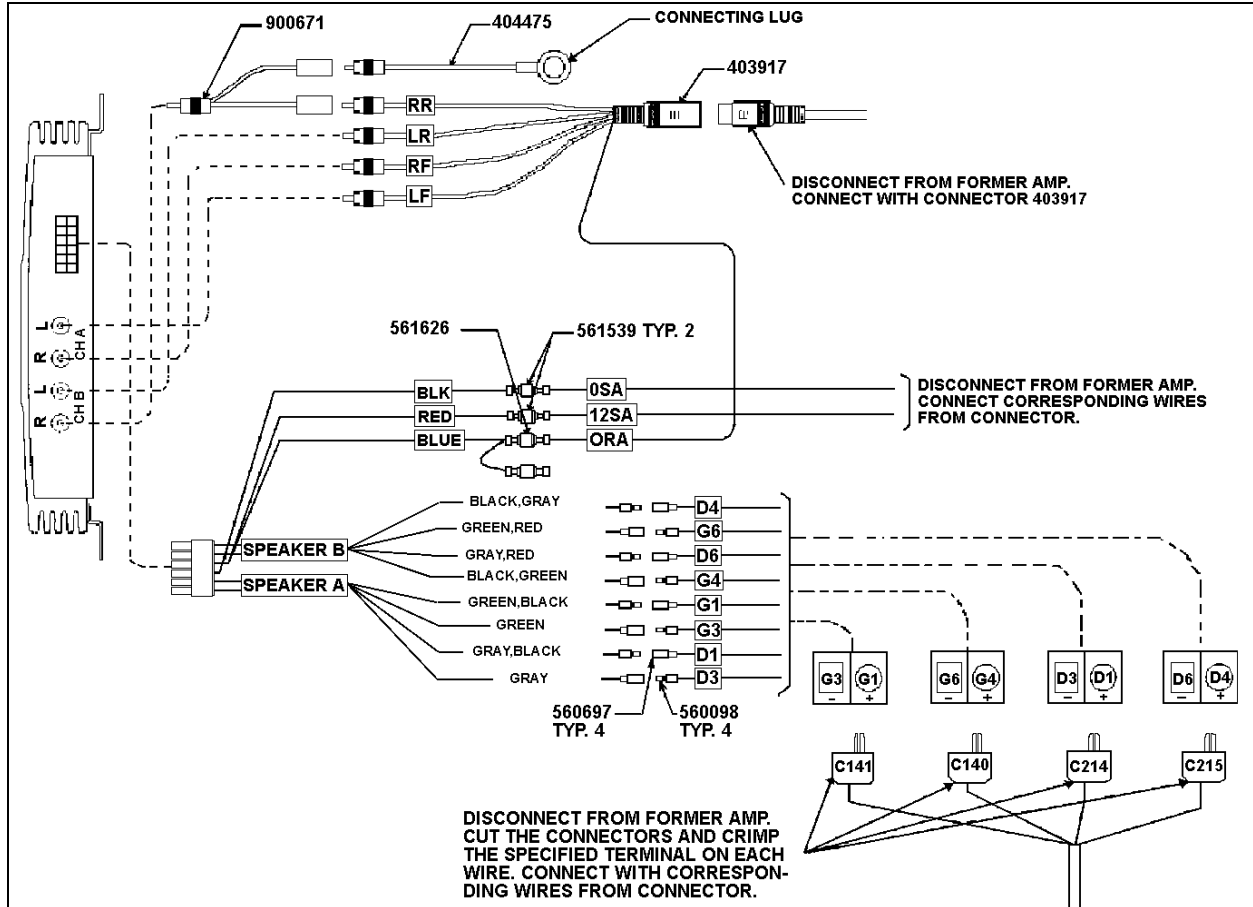 900671
404475
CONNECTING LUG
403917
RR
LR
RF
LF
DISCONNECT FROM FORMER AMP.
CONNECT WITH CONNECTOR 403917
L
R
CH A
L
R
CH B
561626
561539 TYP. 2
BLK
0SA
RED
12SA
BLUE
ORA
DISCONNECT FROM FORMER AMP.
CONNECT CORRESPONDING WIRES
FROM CONNECTOR.
SPEAKER B
SPEAKER A
BLACK,GRAY
D4
GREEN,RED
G6
GRAY,RED
D6
BLACK,GREEN
G4
GREEN,BLACK
G1
GREEN
G3
GRAY,BLACK
D1
GRAY
D3
560697
TYP. 4
560098
TYP. 4
G3 G1
- +
G6 G4
- +
D3 D1
- +
D6 D4
- +
C141
C140
C214
C215
DISCONNECT FROM FORMER AMP.
CUT THE CONNECTORS AND CRIMP
THE SPECIFIED TERMINAL ON EACH
WIRE. CONNECT WITH CORRESPON-
DING WIRES FROM CONNECTOR.